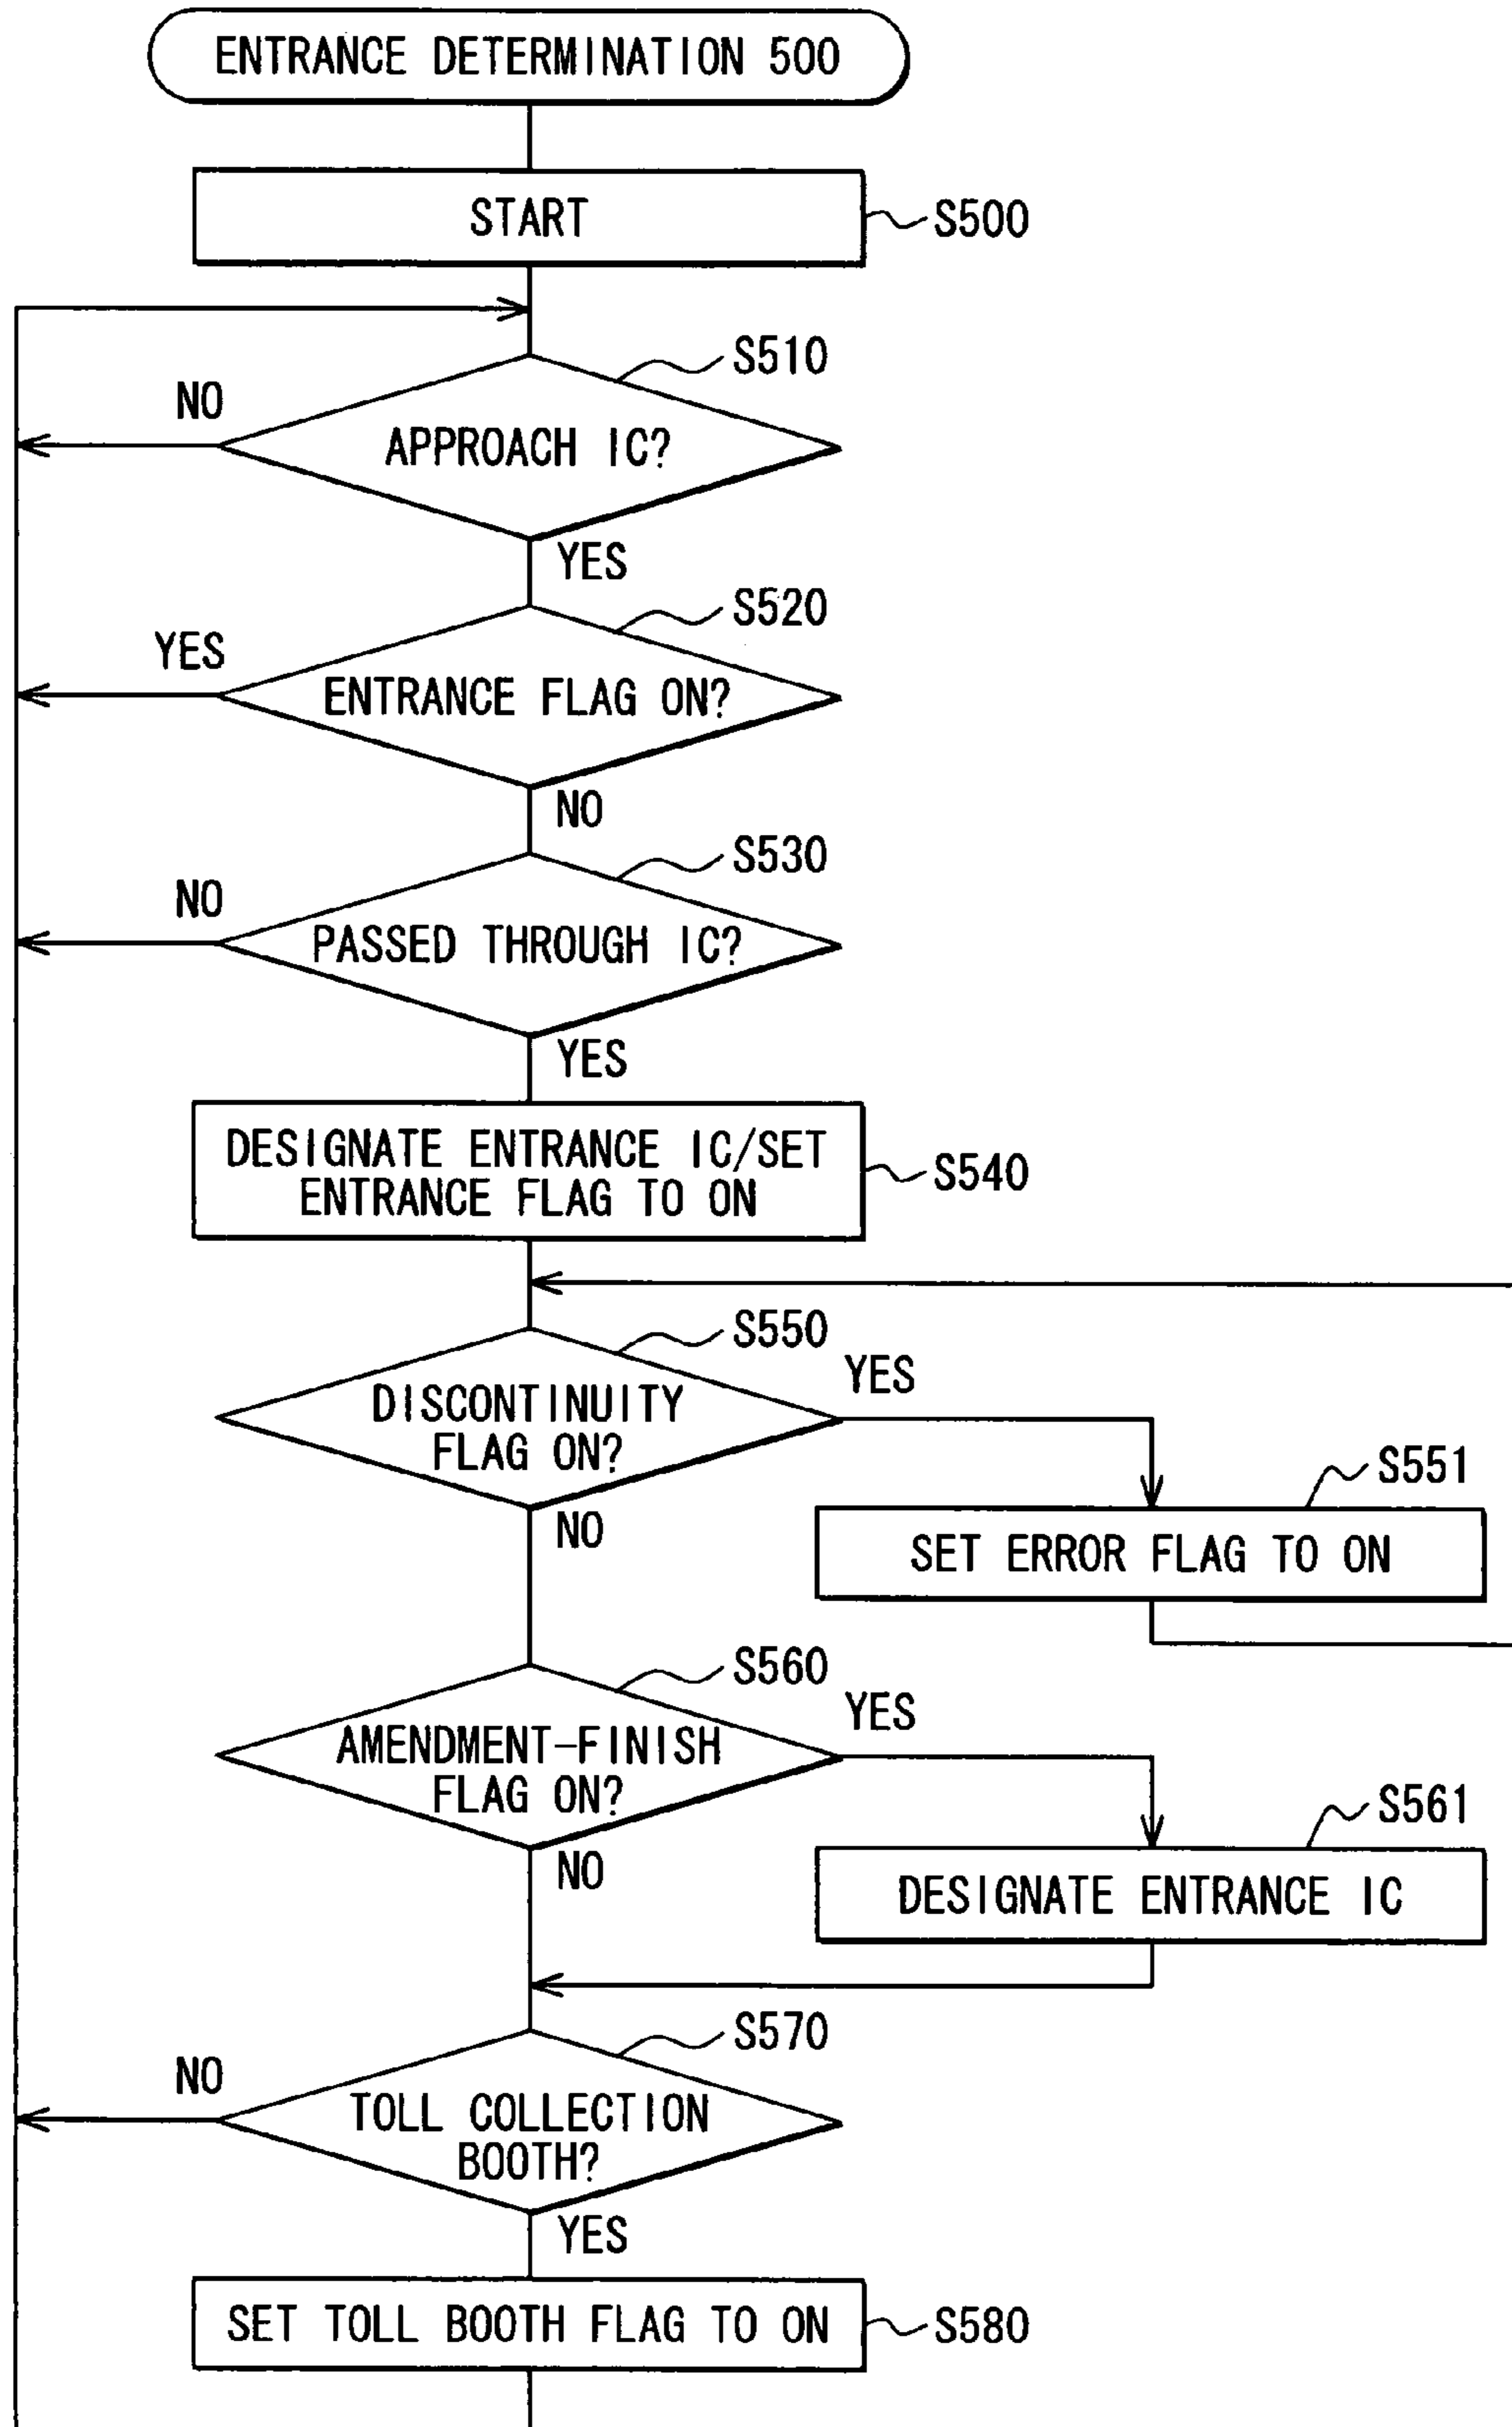 ENTRANCE DETERMINATION 500
START
S500
S510
NO
APPROACH IC?
YES
S520
YES
ENTRANCE FLAG ON?
NO
S530
NO
PASSED THROUGH IC?
YES
DESIGNATE ENTRANCE IC/SET
ENTRANCE FLAG TO ON
S540
S550
YES
DISCONTINUITY
FLAG ON?
NO
S551
SET ERROR FLAG TO ON
S560
YES
AMENDMENT-FINISH
FLAG ON?
NO
S561
DESIGNATE ENTRANCE IC
S570
NO
TOLL COLLECTION
BOOTH?
YES
SET TOLL BOOTH FLAG TO ON
S580